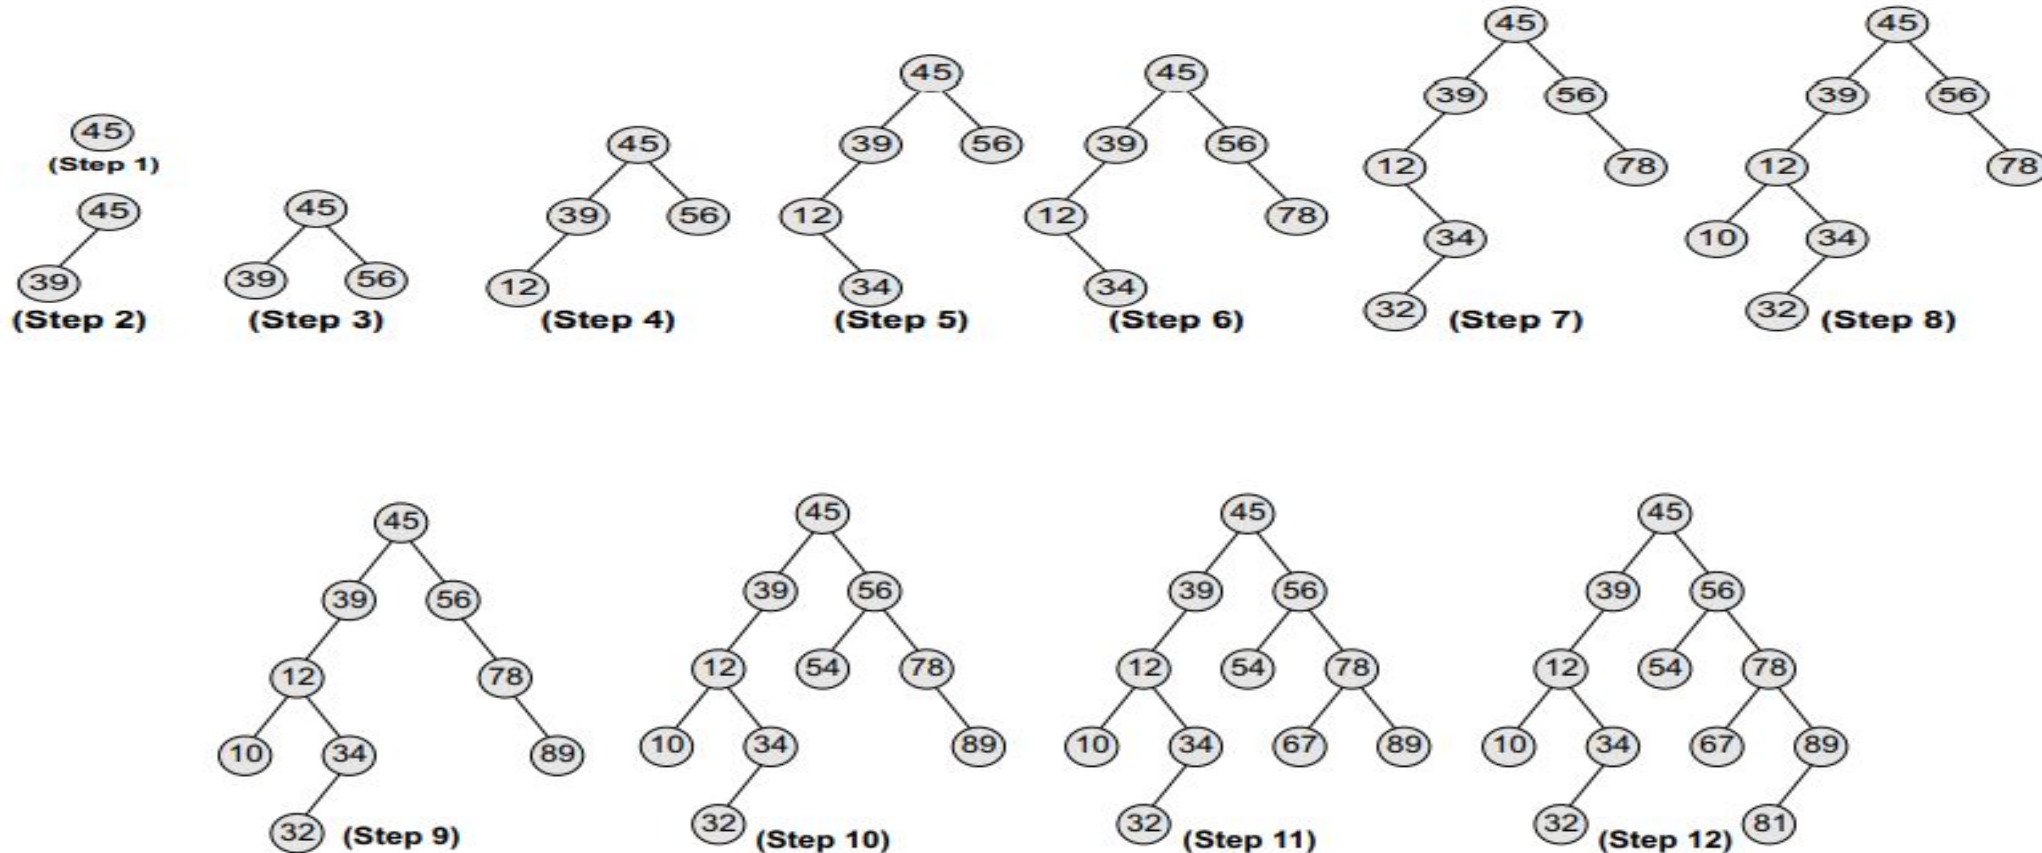 45
(Step 1)
45
39
(Step 2)
45
39 56
(Step 3)
45
39 56
12
(Step 4)
45
39 56
12
34
(Step 5)
45
39 56
12 78
34
(Step 6)
45
39 56
12 78
34
32
(Step 7)
45
39 56
12 78
10 34
32
(Step 8)
45
39 56
12 78
10 34 89
32
(Step 9)
45
39 56
12 54 78
10 34 89
32
(Step 10)
45
39 56
12 54 78
10 34 67 89
32
(Step 11)
45
39 56
12 54 78
10 34 67 89
32 81
(Step 12)